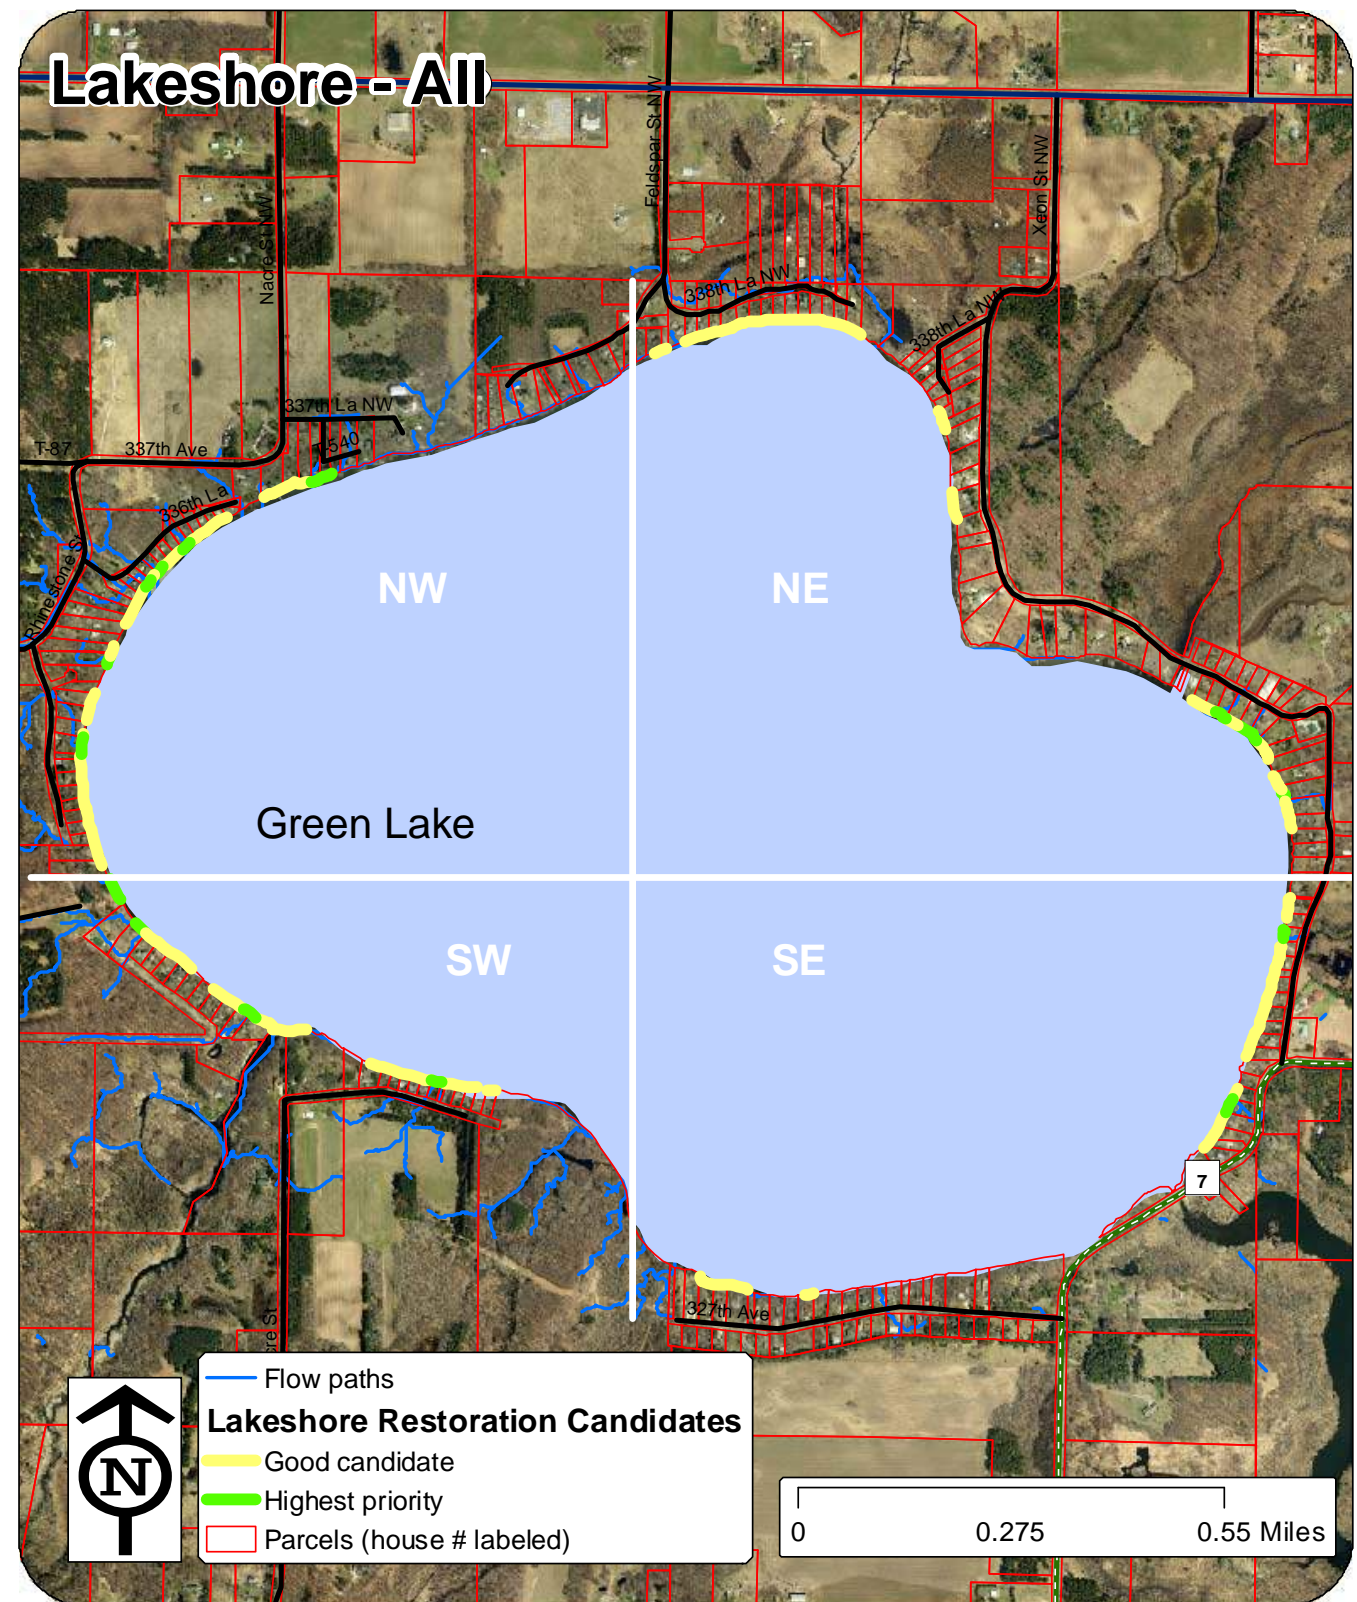 Lakeshore - All
Feldspar St NW
Xeon St NW
Nacre St NW
338th La NW
338th La NW
337th La NW
T-540
T-87
337th Ave
336th La
Rhinestone St
NW
NE
Green Lake
SW
SE
7
327th Ave
cre St
Flow paths
Lakeshore Restoration Candidates
Good candidate
Highest priority
Parcels (house # labeled)
N
0 0.275 0.55 Miles